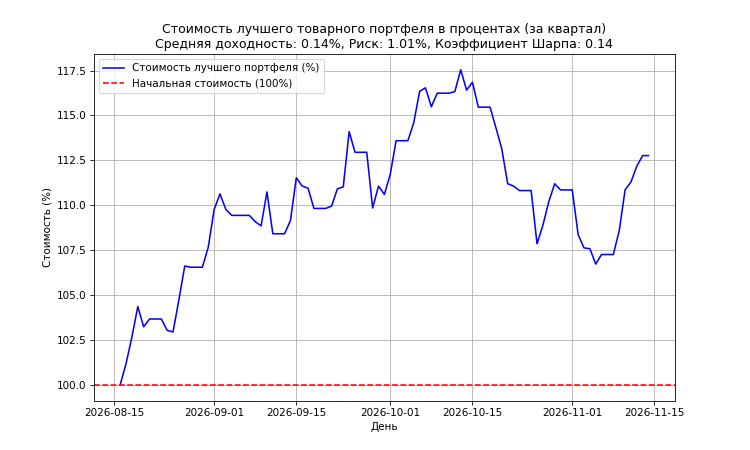 Стоимость лучшего товарного портфеля в процентах (за квартал)
Средняя доходность: 0.14%, Риск: 1.01%, Коэффициент Шарпа: 0.14
Стоимость лучшего портфеля (%)
Начальная стоимость (100%)
Стоимость (%)
117.5
115.0
112.5
110.0
107.5
105.0
102.5
100.0
2026-08-15
2026-09-01
2026-09-15
2026-10-01
2026-10-15
2026-11-01
2026-11-15
День